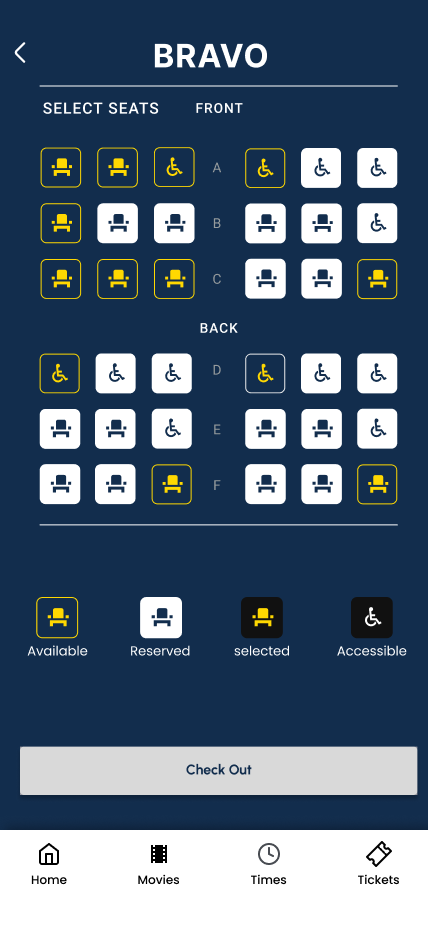 BRAVO
SELECT SEATS FRONT
A
B
C
BACK
D
E
F
Available Reserved selected Accessible
Check Out
Home Movies Times Tickets